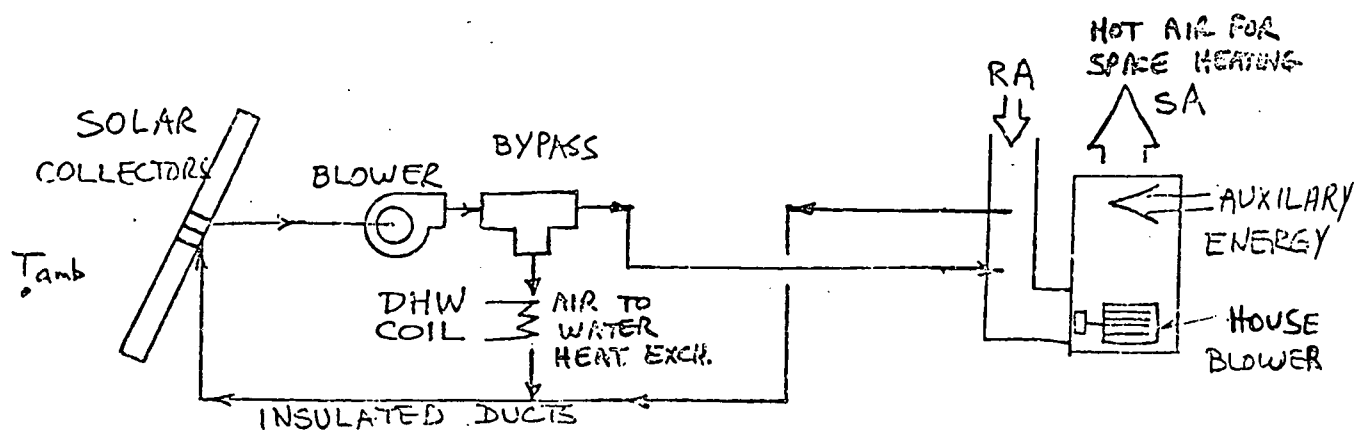 HOT AIR FOR
SPACE HEATING
RA
SA
SOLAR
COLLECTORS
BYPASS
BLOWER
AUXILARY
ENERGY
Tamb
DHW
COIL
AIR TO
WATER
HEAT EXCH.
HOUSE
BLOWER
INSULATED DUCTS